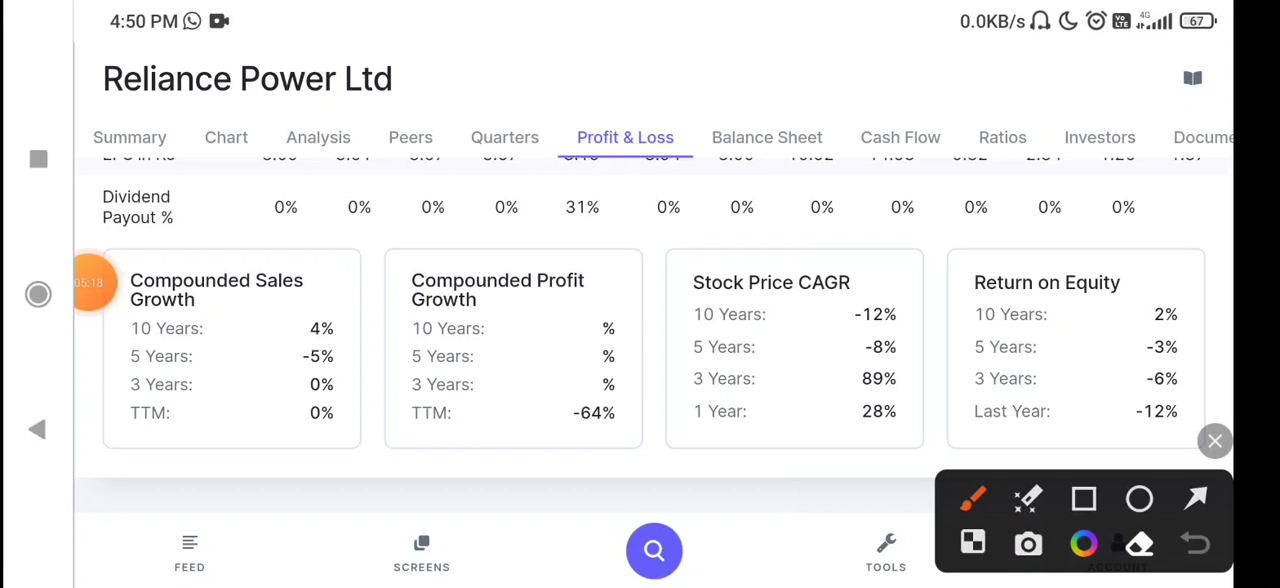 4:50 PM 0.0KB/s 4G 67
Reliance Power Ltd
Summary Chart Analysis Peers Quarters Profit & Loss Balance Sheet Cash Flow Ratios Investors Docume
Dividend Payout % 0% 0% 0% 0% 31% 0% 0% 0% 0% 0% 0% 0%
05:18
Compounded Sales Growth
10 Years: 4%
5 Years: -5%
3 Years: 0%
TTM: 0%
Compounded Profit Growth
10 Years: %
5 Years: %
3 Years: %
TTM: -64%
Stock Price CAGR
10 Years: -12%
5 Years: -8%
3 Years: 89%
1 Year: 28%
Return on Equity
10 Years: 2%
5 Years: -3%
3 Years: -6%
Last Year: -12%
FEED SCREENS TOOLS ACCOUNT